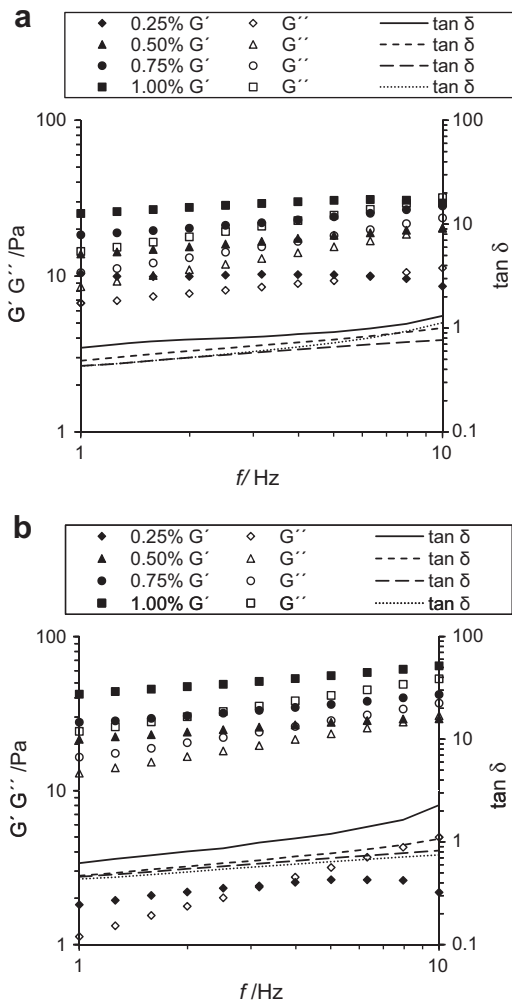 a
0.25% G´ G´´ tan δ
0.50% G´ G´´ tan δ
0.75% G´ G´´ tan δ
1.00% G´ G´´ tan δ
100 100
10 10
1
1 0.1
G´ G´´ /Pa
tan δ
1 10
f/ Hz
b
0.25% G´ G´´ tan δ
0.50% G´ G´´ tan δ
0.75% G´ G´´ tan δ
1.00% G´ G´´ tan δ
100 100
10 10
1
1 0.1
G´ G´´ /Pa
tan δ
1 10
f /Hz